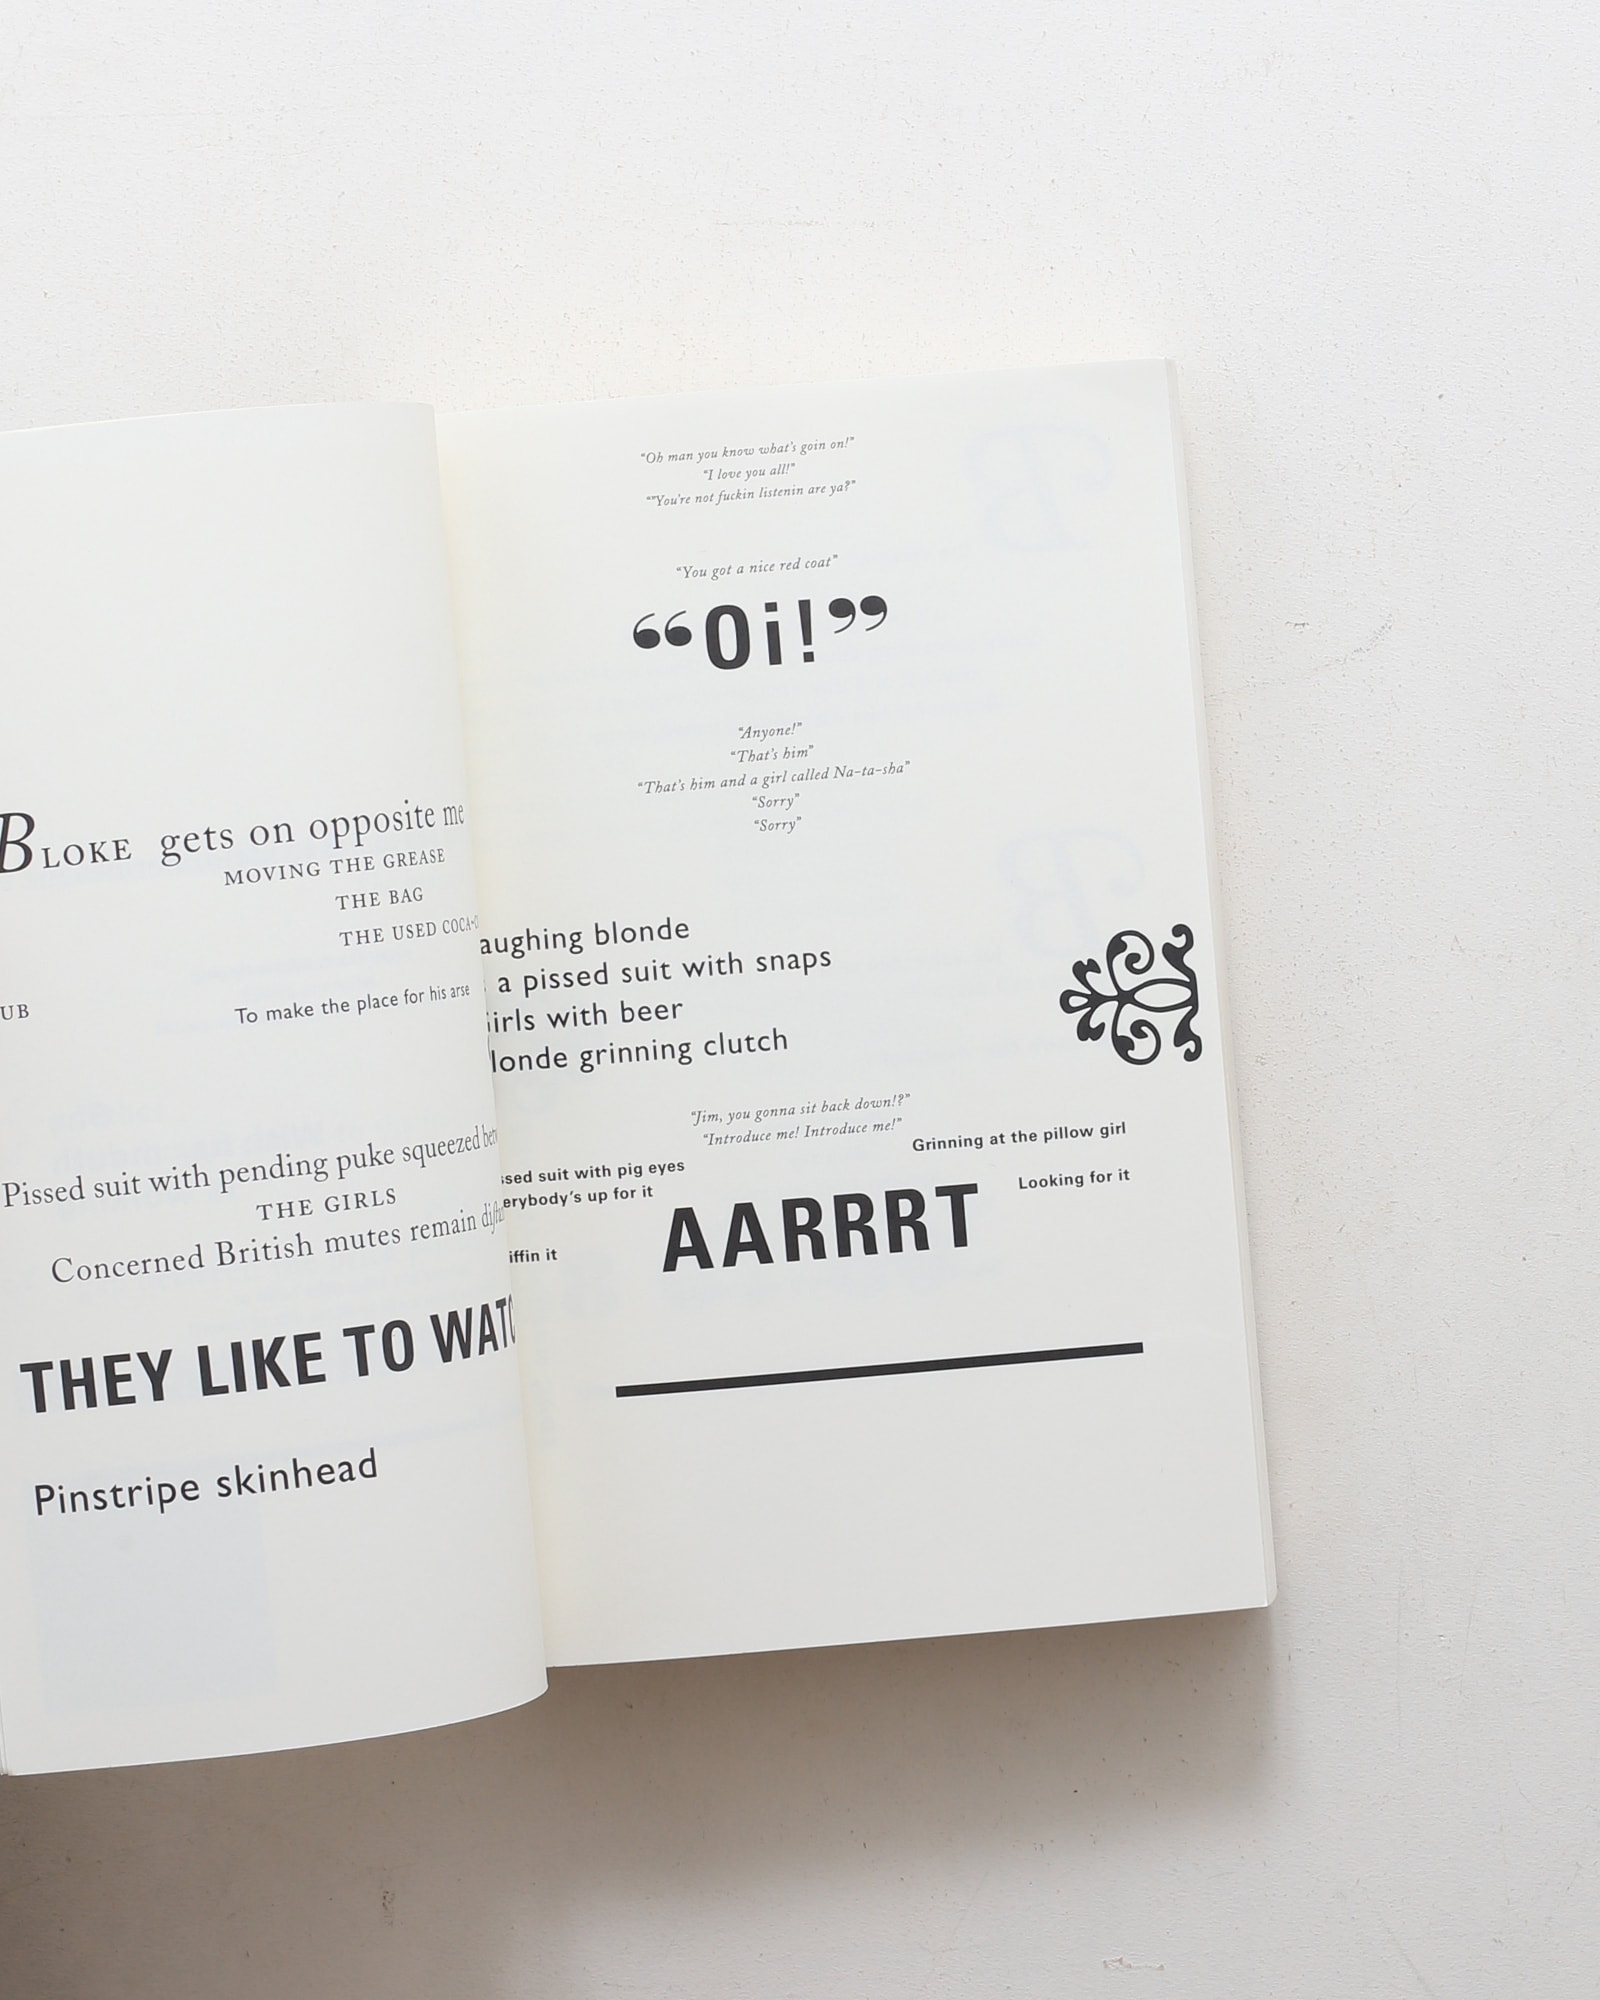 BLOKE gets on opposite me
MOVING THE GREASE
THE BAG
THE USED
To make the place for his arse
Pissed suit with pending puke squeezed
THE GIRLS
Concerned British mutes remain
THEY LIKE TO
Pinstripe skinhead
“Oh man you know what’s goin on!”
“I love you all!”
“”You’re not fuckin listenin are ya?”
“You got a nice red coat”
“Oi!”
“Anyone!”
“That’s him”
“That’s him and a girl called Na-ta-sha”
“Sorry”
“Sorry”
aughing blonde
a pissed suit with snaps
irls with beer
londe grinning clutch
“Jim, you gonna sit back down!?”
“Introduce me! Introduce me!”
Grinning at the pillow girl
sed suit with pig eyes
erybody’s up for it
Looking for it
AARRRT
iffin it